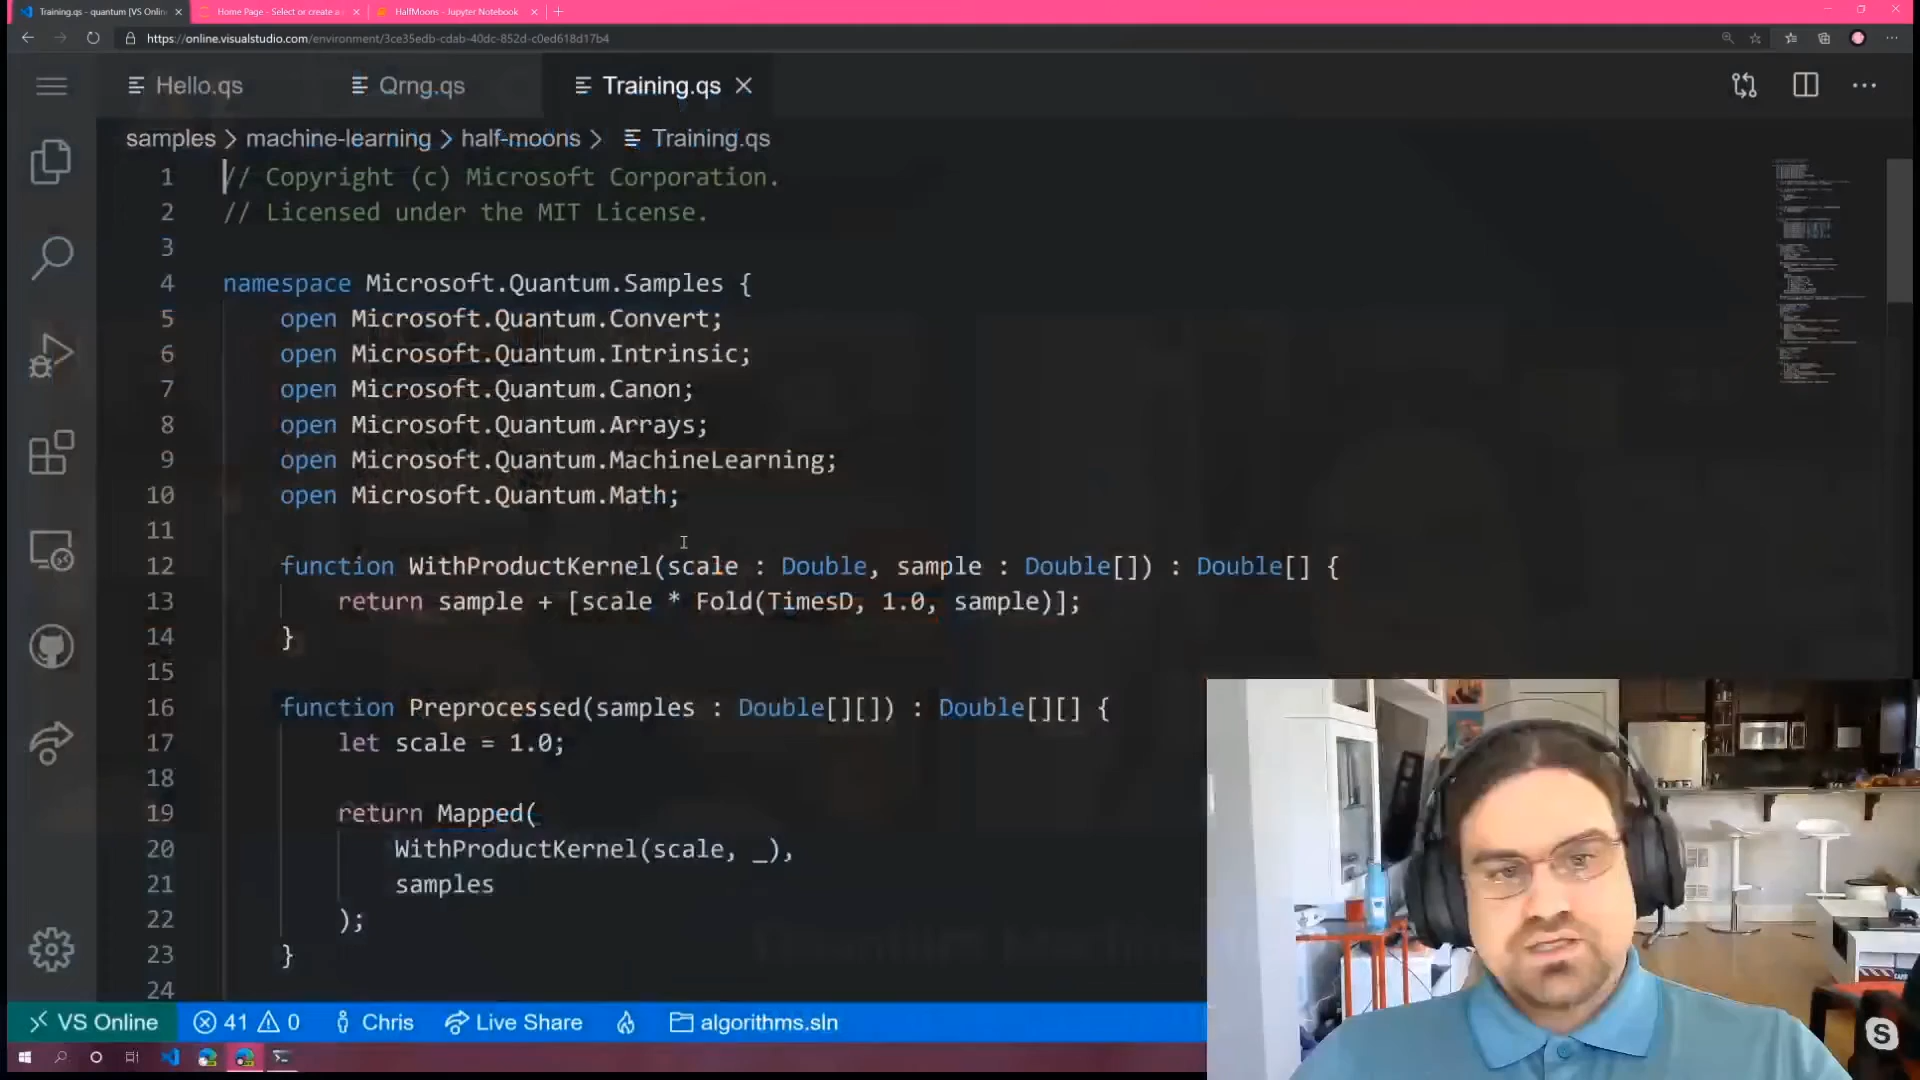 Training.qs - quantum [VS Onlin
Home Page - Select or create a
HalfMoons - Jupyter Notebook
https://online.visualstudio.com/environment/3ce35edb-cdab-40dc-852d-c0ed618d17b4
Hello.qs
Qrng.qs
Training.qs
samples > machine-learning > half-moons > Training.qs
1 // Copyright (c) Microsoft Corporation.
2 // Licensed under the MIT License.
3
4 namespace Microsoft.Quantum.Samples {
5 open Microsoft.Quantum.Convert;
6 open Microsoft.Quantum.Intrinsic;
7 open Microsoft.Quantum.Canon;
8 open Microsoft.Quantum.Arrays;
9 open Microsoft.Quantum.MachineLearning;
10 open Microsoft.Quantum.Math;
11
12 function WithProductKernel(scale : Double, sample : Double[]) : Double[] {
13 return sample + [scale * Fold(TimesD, 1.0, sample)];
14 }
15
16 function Preprocessed(samples : Double[][]) : Double[][] {
17 let scale = 1.0;
18
19 return Mapped(
20 WithProductKernel(scale, _),
21 samples
22 );
23 }
24
VS Online 41 0 Chris Live Share algorithms.sln
S